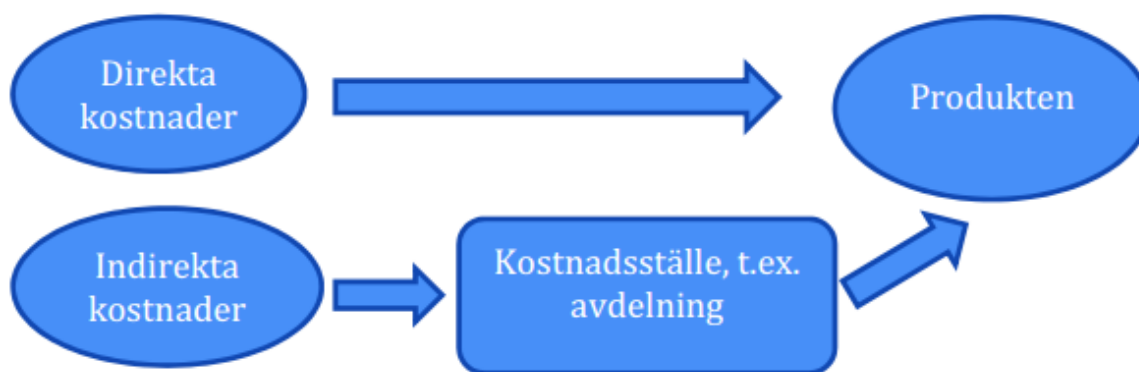 Direkta
kostnader
Produkten
Indirekta
kostnader
Kostnadsställe, t.ex.
avdelning